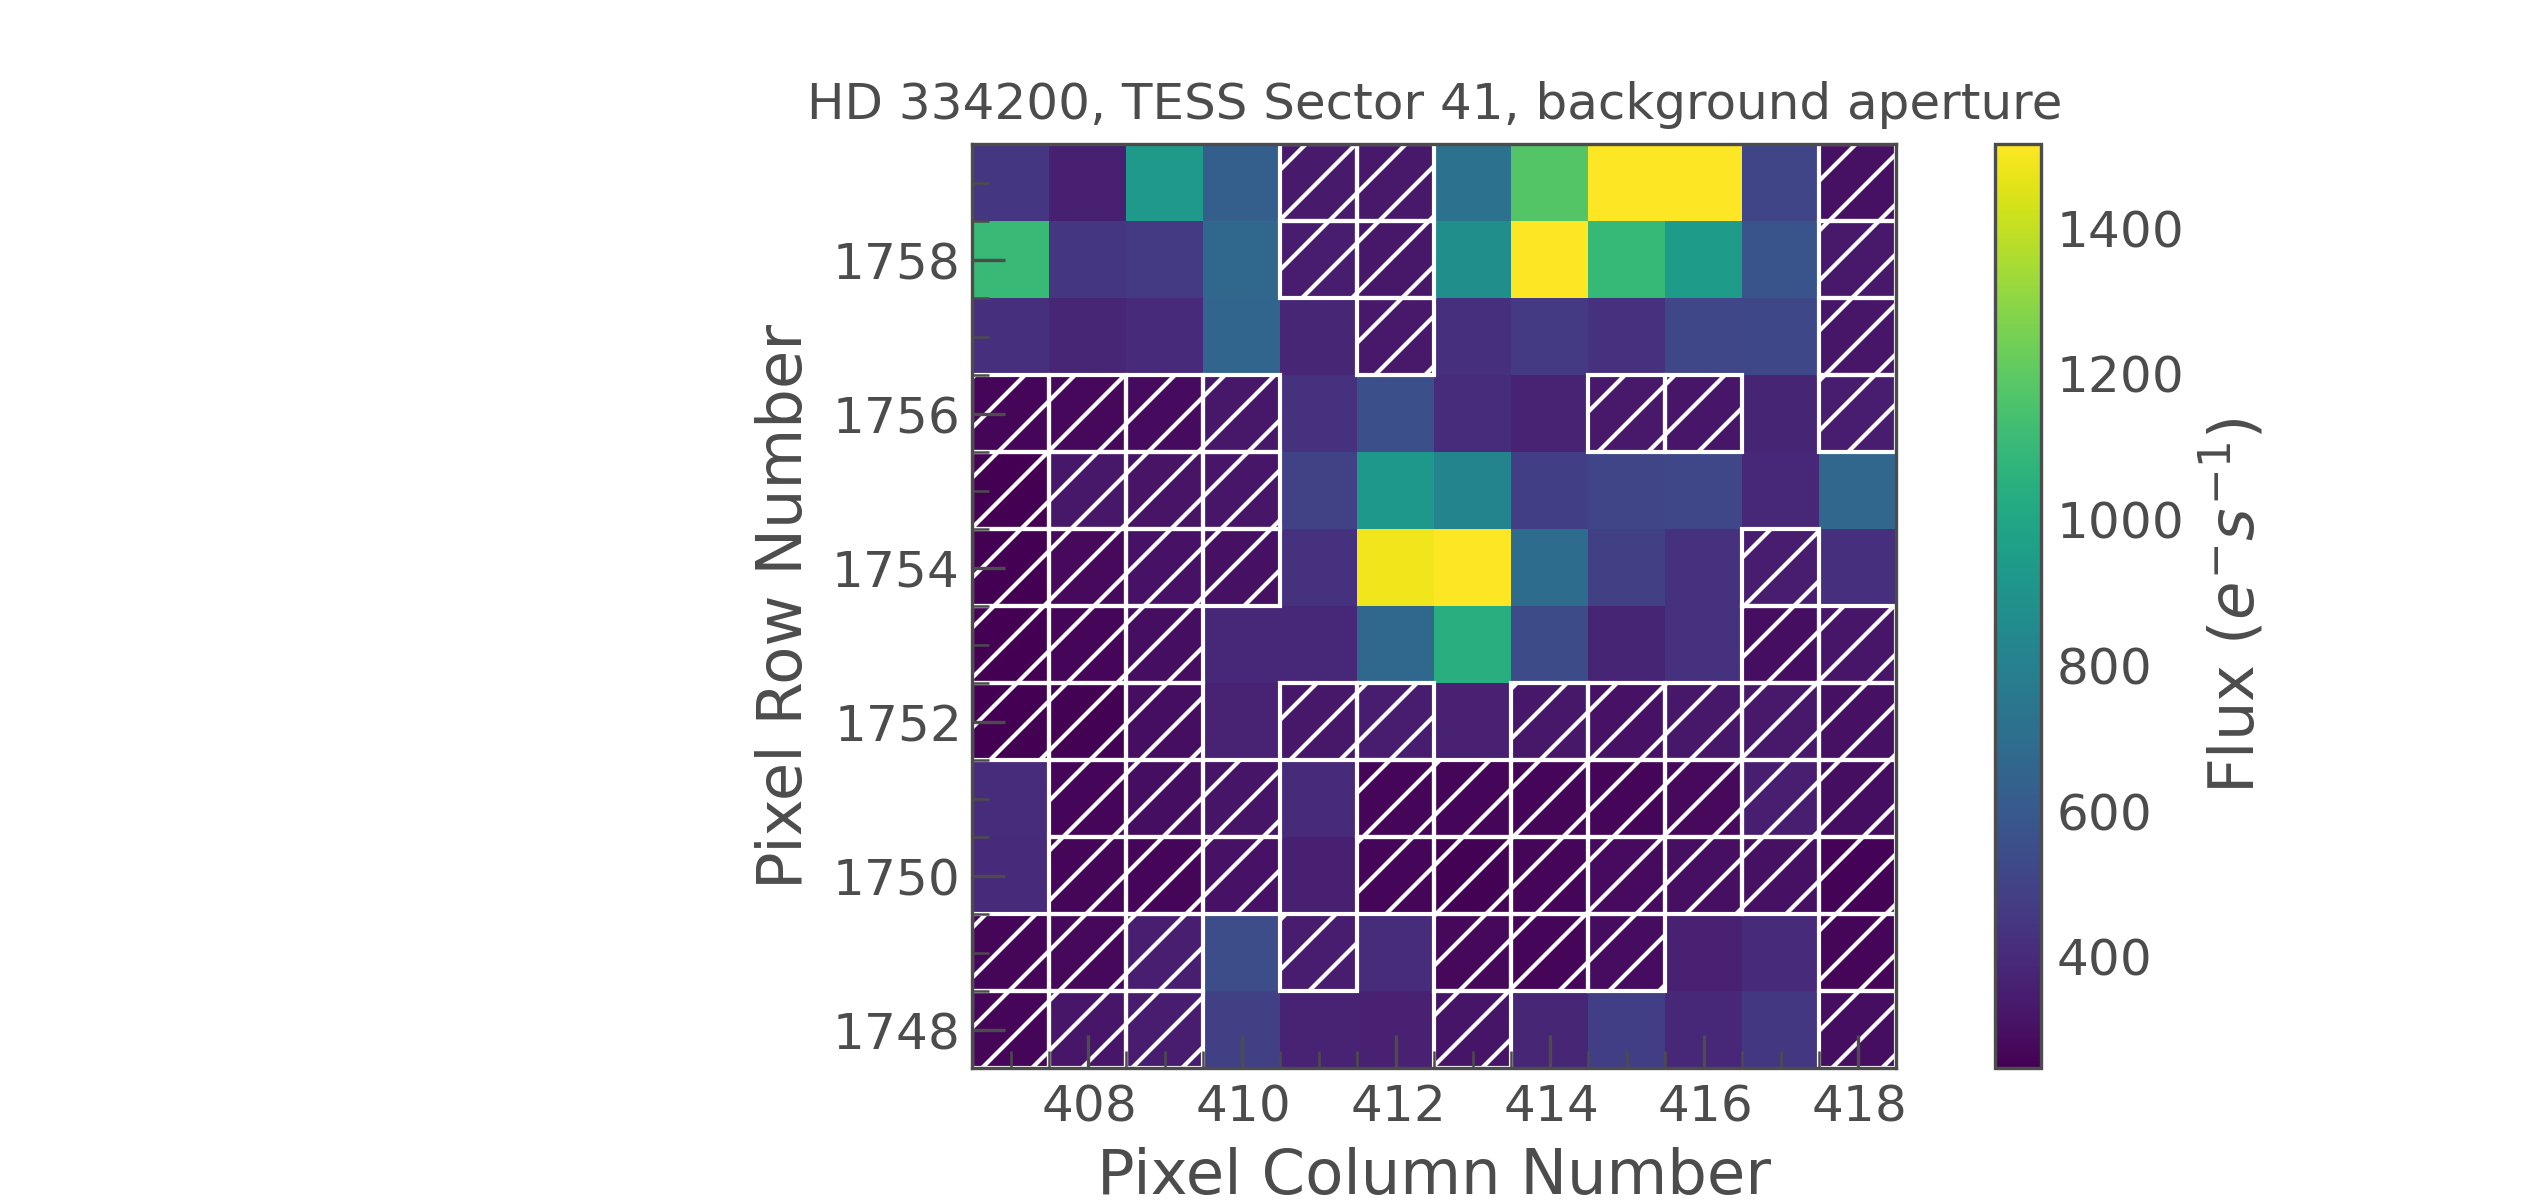 HD 334200, TESS Sector 41, background aperture
Pixel Row Number
1758
1756
1754
1752
1750
1748
408 410 412 414 416 418
Pixel Column Number
1400
1200
1000
800
600
400
Flux (e⁻s⁻¹)